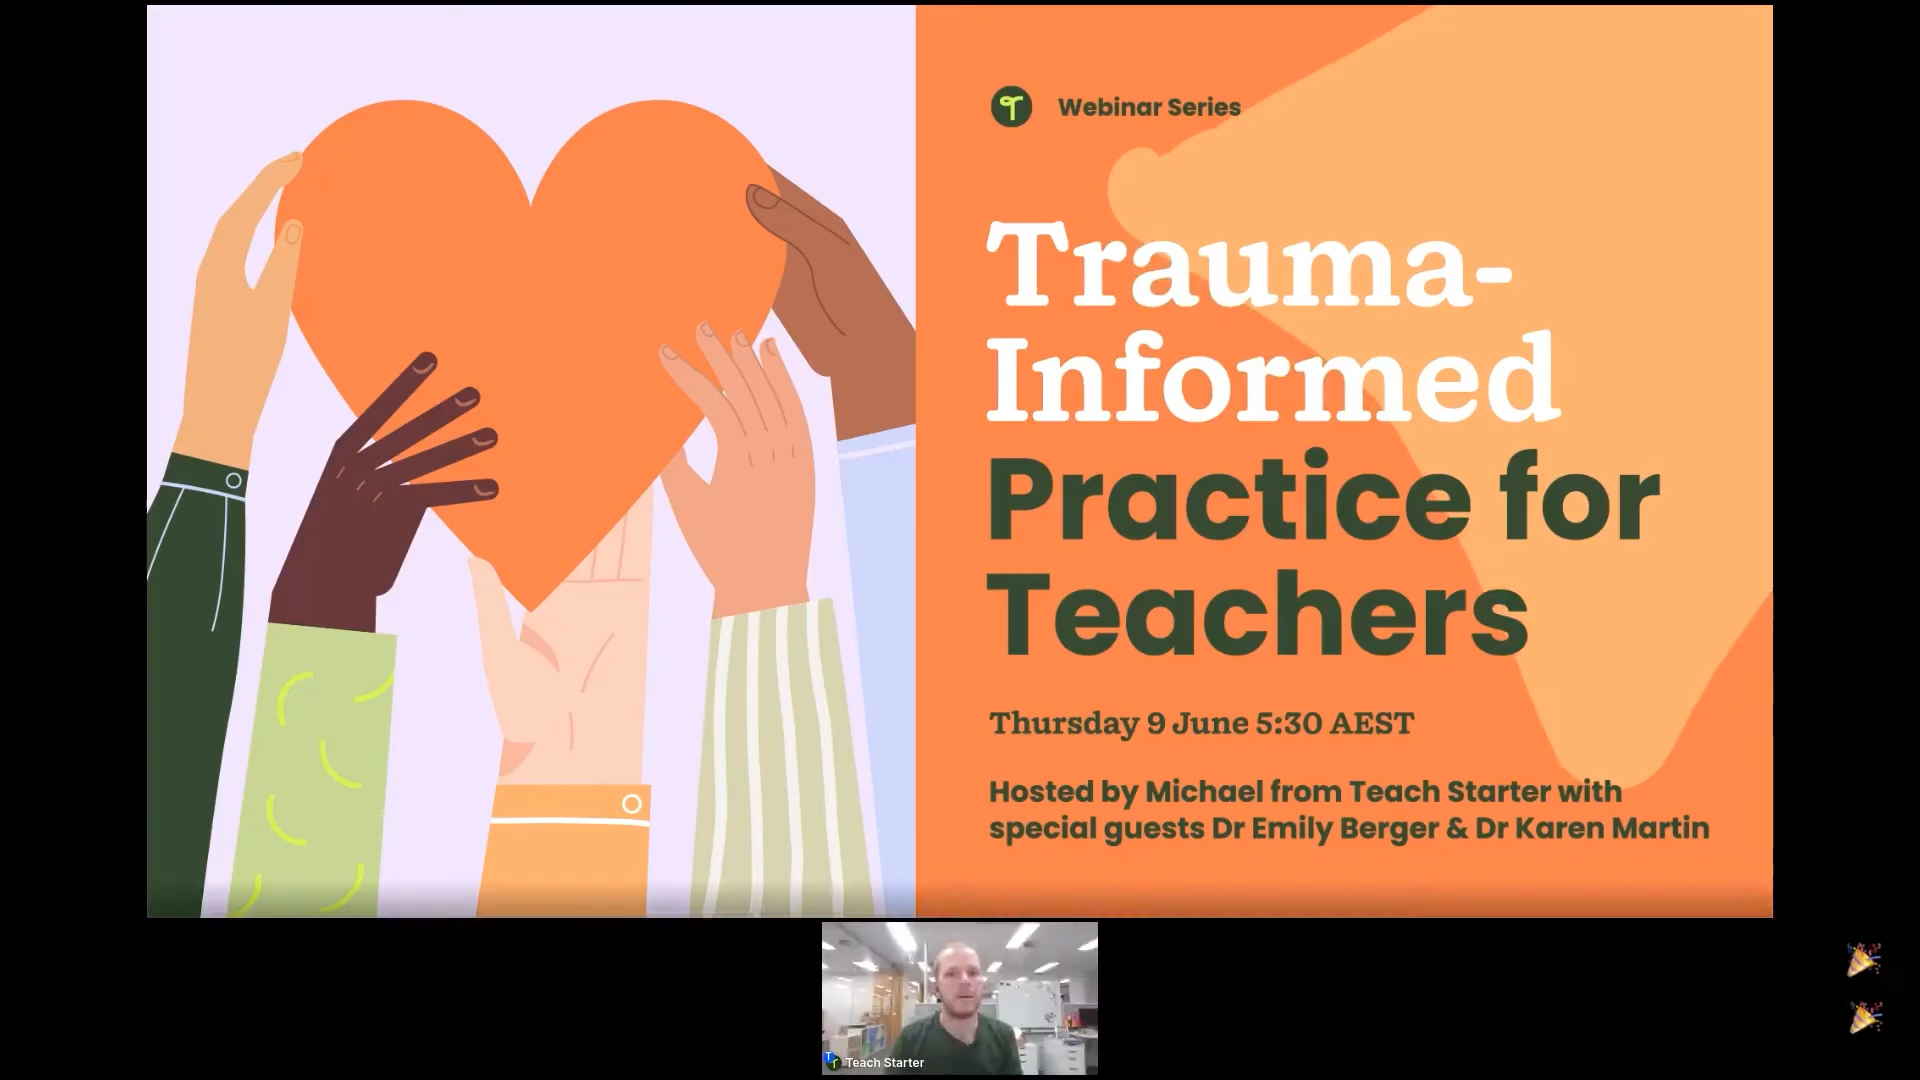 Webinar Series
Trauma-
Informed
Practice for
Teachers
Thursday 9 June 5:30 AEST
Hosted by Michael from Teach Starter with
special guests Dr Emily Berger & Dr Karen Martin
Teach Starter